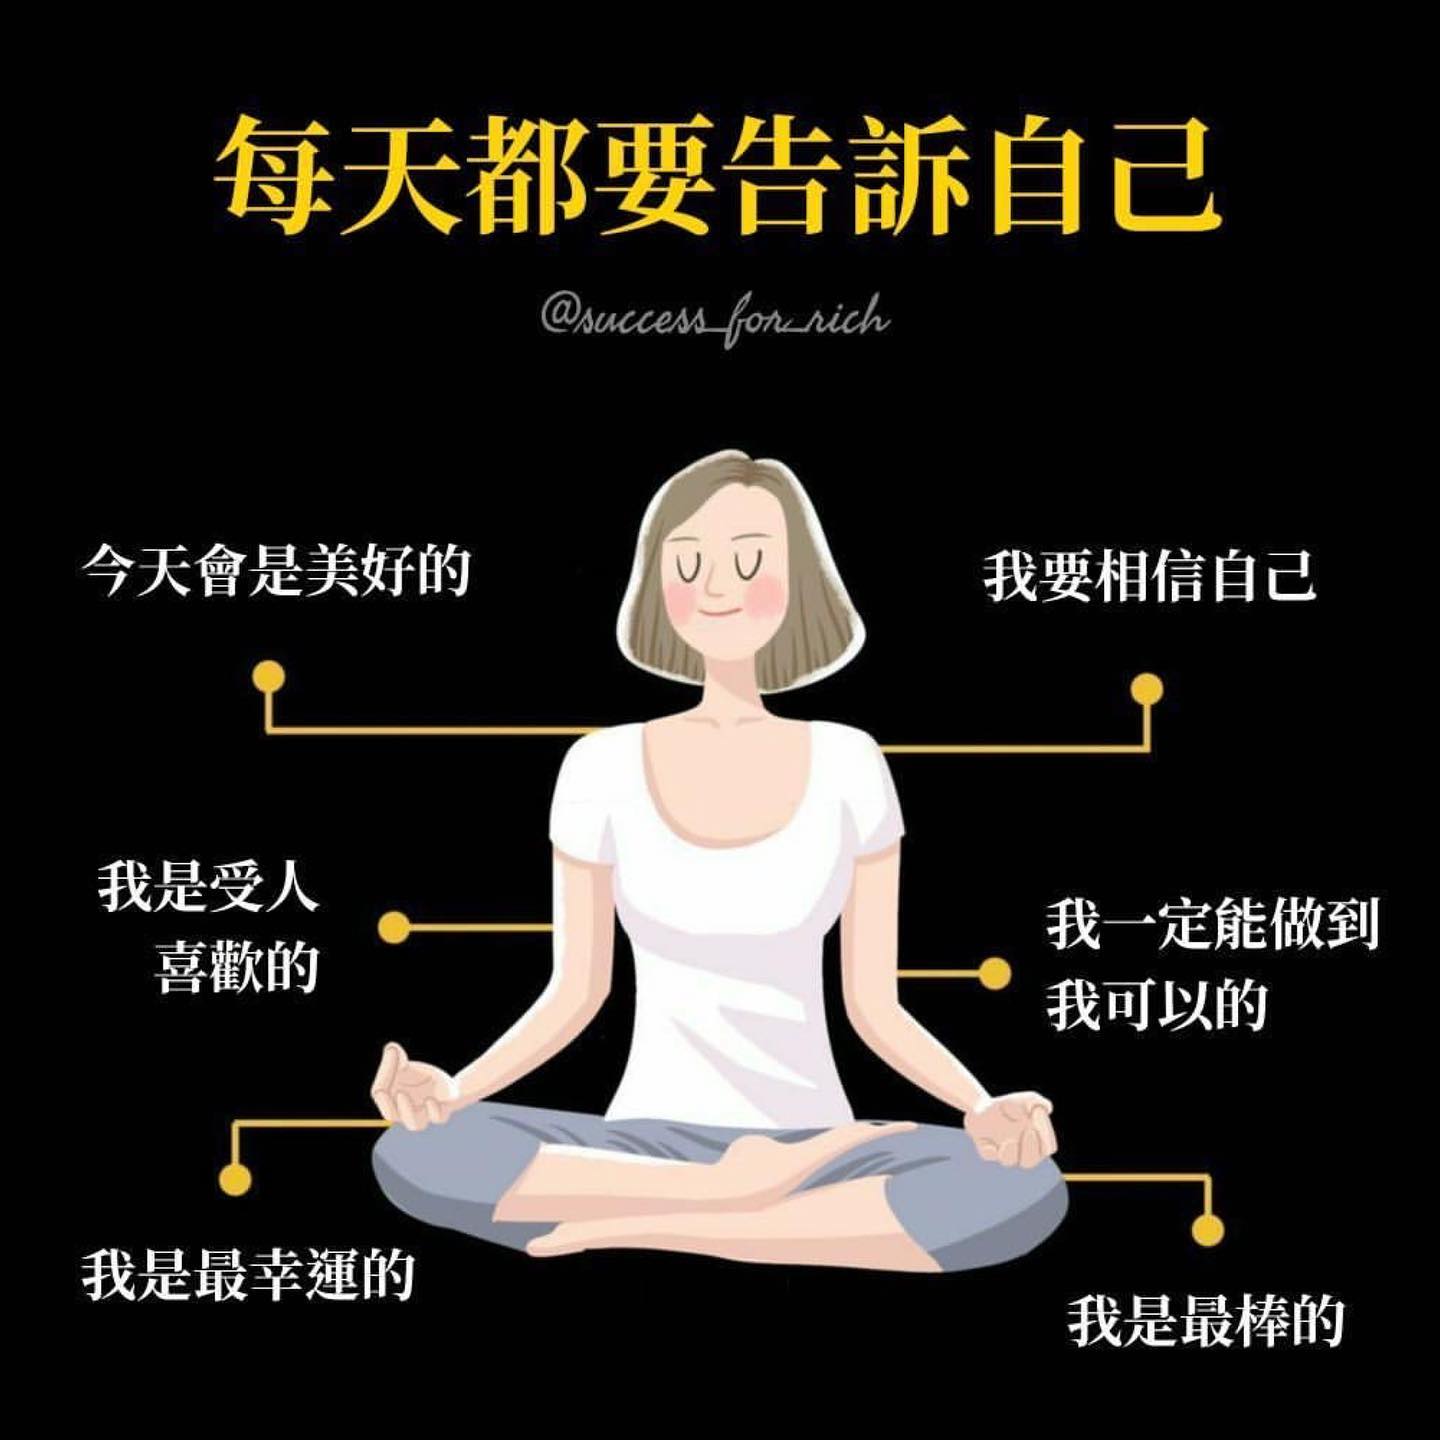 每天都要告訴自己
@success_for_rich
今天會是美好的
我要相信自己
我是受人
喜歡的
我一定能做到
我可以的
我是最幸運的
我是最棒的